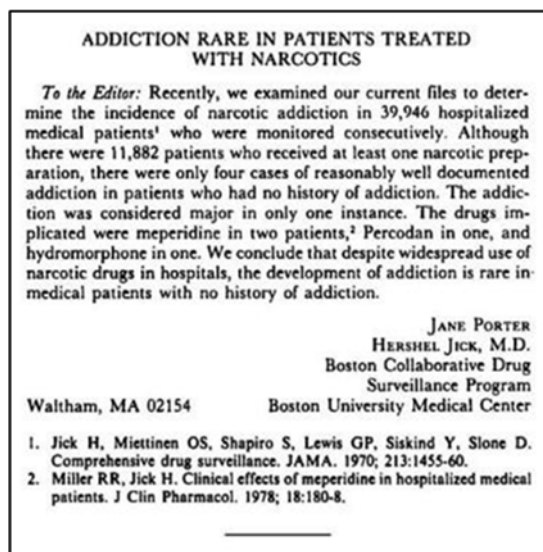 ADDICTION RARE IN PATIENTS TREATED
WITH NARCOTICS
To the Editor: Recently, we examined our current files to deter-
mine the incidence of narcotic addiction in 39,946 hospitalized
medical patients¹ who were monitored consecutively. Although
there were 11,882 patients who received at least one narcotic prep-
aration, there were only four cases of reasonably well documented
addiction in patients who had no history of addiction. The addic-
tion was considered major in only one instance. The drugs im-
plicated were meperidine in two patients,² Percodan in one, and
hydromorphone in one. We conclude that despite widespread use of
narcotic drugs in hospitals, the development of addiction is rare in
medical patients with no history of addiction.
JANE PORTER
HERSHEL JICK, M.D.
Boston Collaborative Drug
Surveillance Program
Waltham, MA 02154 Boston University Medical Center
1. Jick H, Miettinen OS, Shapiro S, Lewis GP, Siskind Y, Slone D.
Comprehensive drug surveillance. JAMA. 1970; 213:1455-60.
2. Miller RR, Jick H. Clinical effects of meperidine in hospitalized medical
patients. J Clin Pharmacol. 1978; 18:180-8.